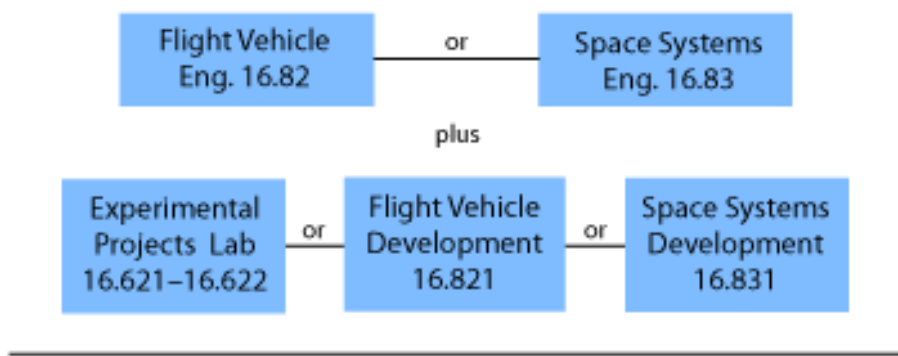 Flight Vehicle
Eng. 16.82
or
Space Systems
Eng. 16.83
plus
Experimental
Projects Lab
16.621–16.622
or
Flight Vehicle
Development
16.821
or
Space Systems
Development
16.831